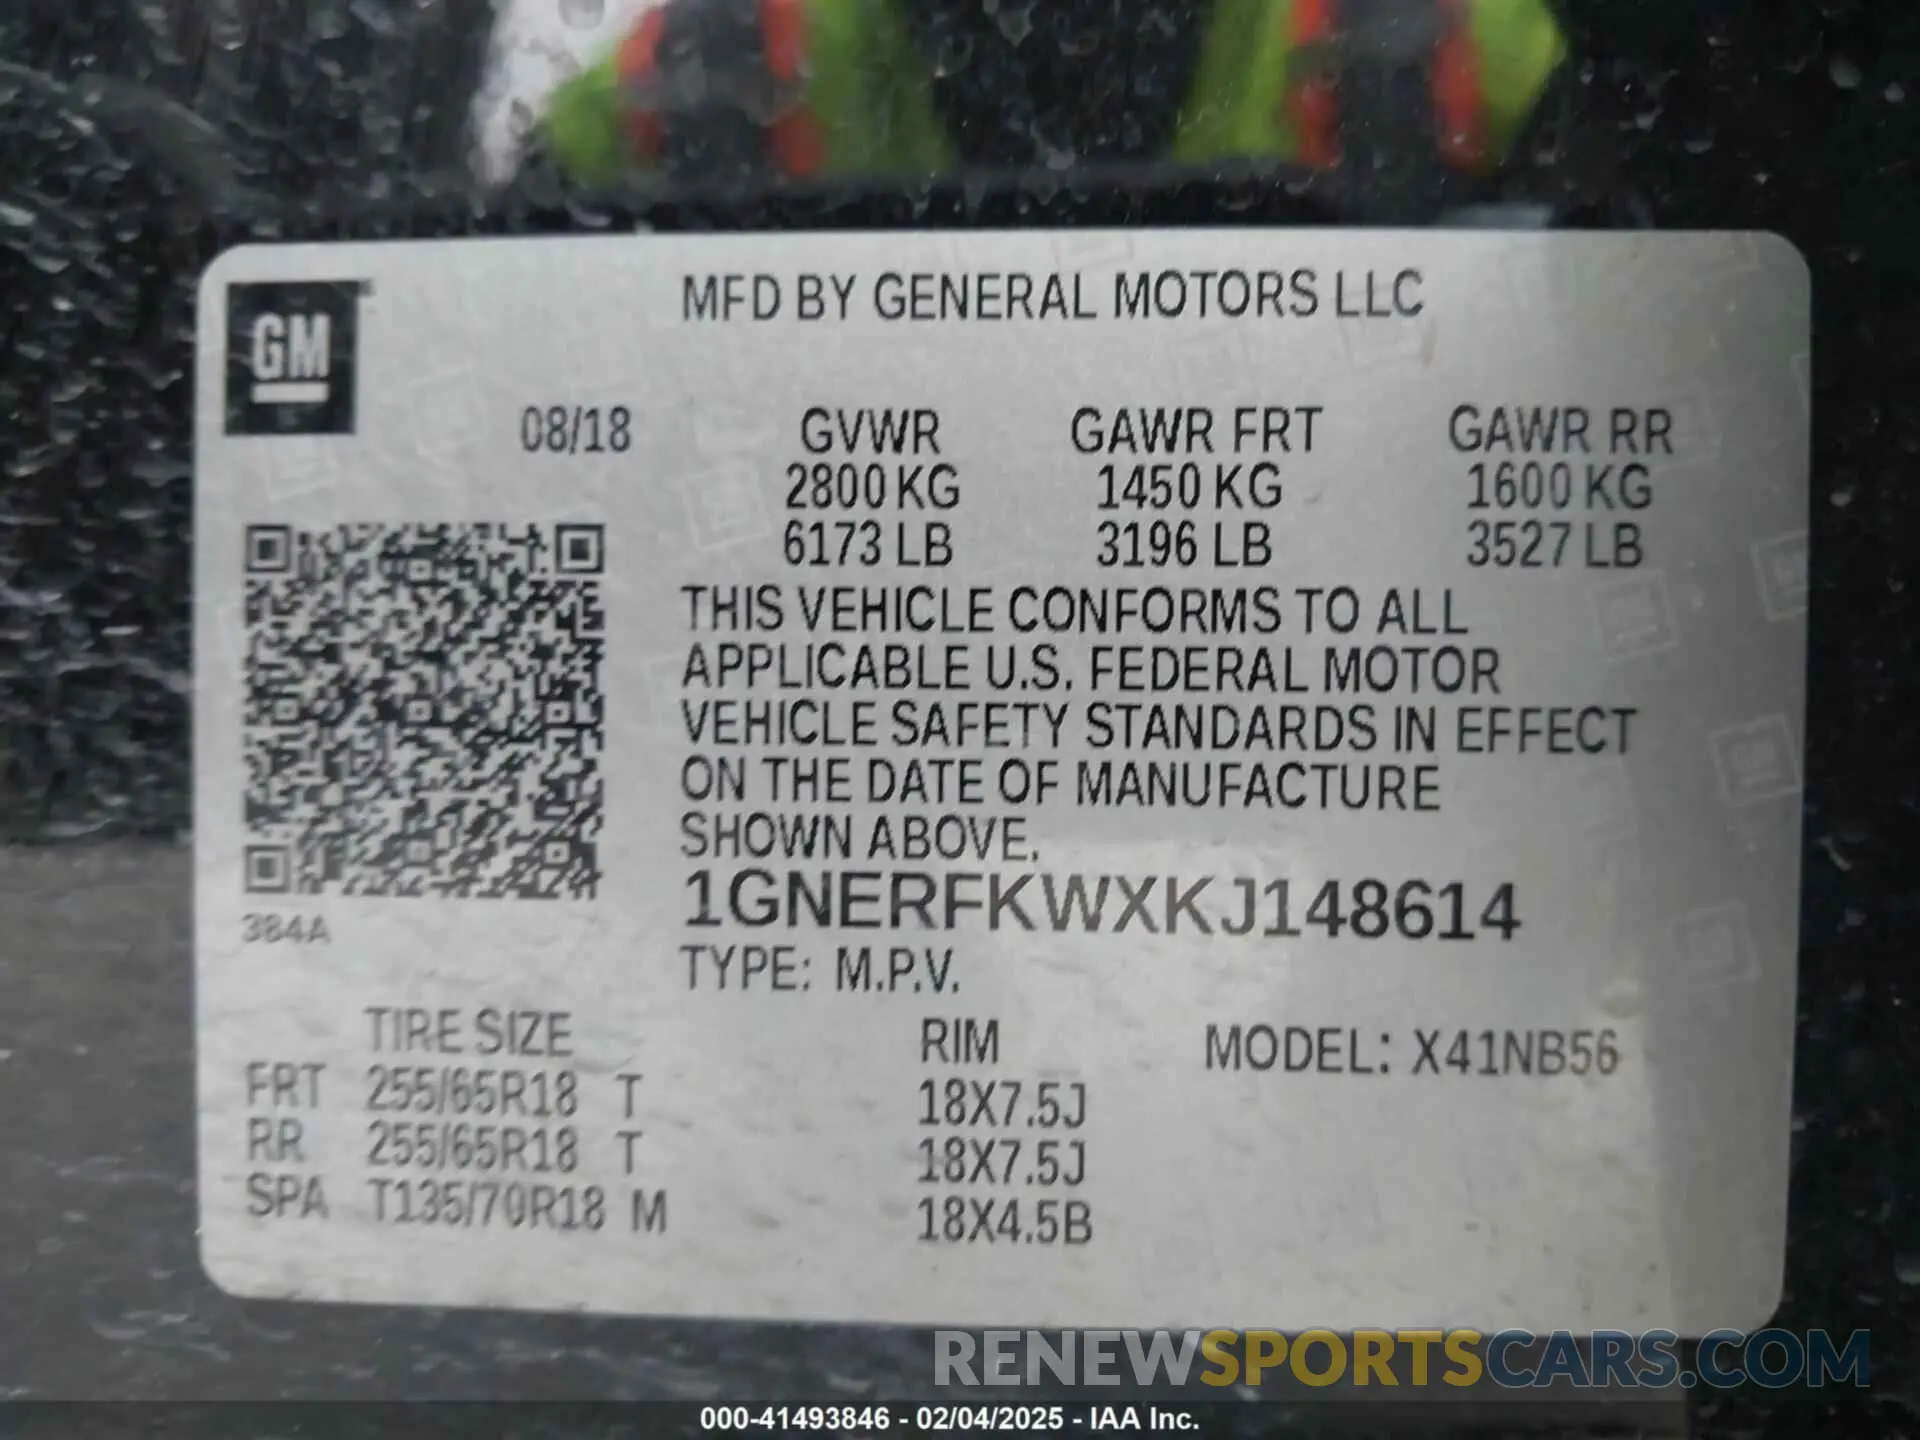 GM
MFD BY GENERAL MOTORS LLC
08/18 GVWR GAWR FRT GAWR RR
2800 KG 1450 KG 1600 KG
6173 LB 3196 LB 3527 LB
THIS VEHICLE CONFORMS TO ALL
APPLICABLE U.S. FEDERAL MOTOR
VEHICLE SAFETY STANDARDS IN EFFECT
ON THE DATE OF MANUFACTURE
SHOWN ABOVE.
384A
1GNERFKWXKJ148614
TYPE: M.P.V.
TIRE SIZE RIM MODEL: X41NB56
FRT 255/65R18 T 18X7.5J
RR 255/65R18 T 18X7.5J
SPA T135/70R18 M 18X4.5B
RENEWSPORTSCARS.COM
000-41493846 - 02/04/2025 - IAA Inc.